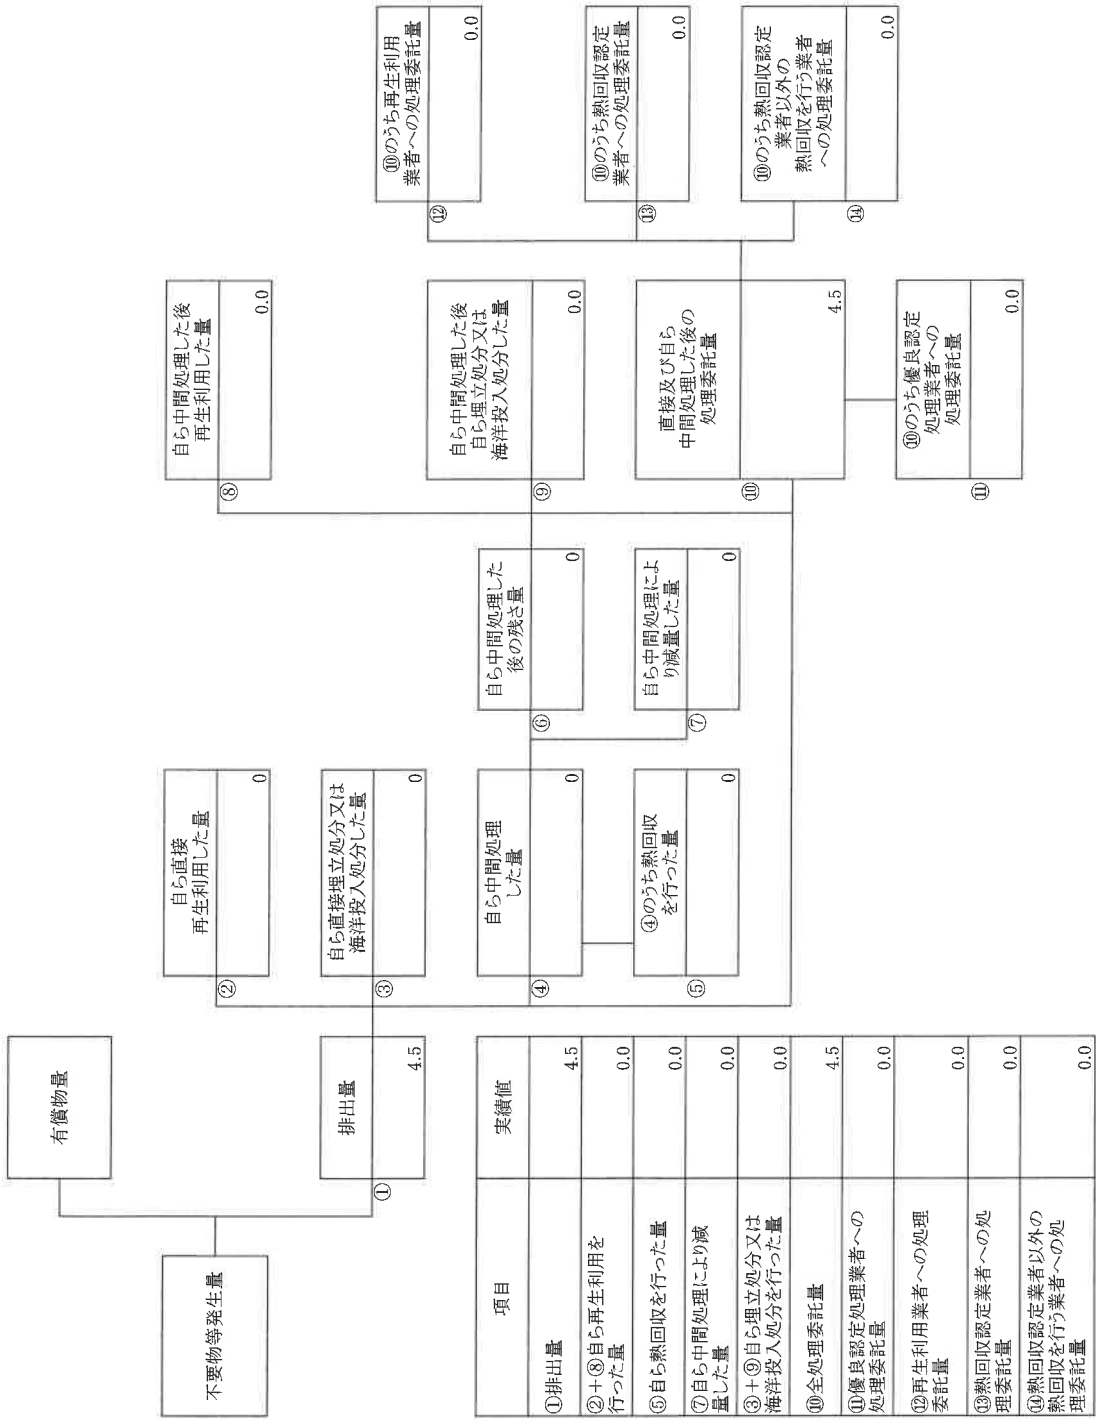 不要物等発生量
有償物量
①
排出量
4.5
②
自ら直接
再生利用した量
0
③
自ら直接埋立処分又は
海洋投入処分した量
0
④
自ら中間処理
した量
0
⑤
④のうち熱回収
を行った量
0
⑥
自ら中間処理した
後の残さ量
0
⑦
自ら中間処理によ
り減量した量
0
⑧
自ら中間処理した後
再生利用した量
0.0
⑨
自ら中間処理した後
自ら埋立処分又は
海洋投入処分した量
0.0
⑩
直接及び自ら
中間処理した後の
処理委託量
4.5
⑪
⑩のうち優良認定
処理業者への
処理委託量
0.0
⑫
⑩のうち再生利用
業者への処理委託量
0.0
⑬
⑩のうち熱回収認定
業者への処理委託量
0.0
⑭
⑩のうち熱回収認定
業者以外の
熱回収を行う業者
への処理委託量
0.0
項目 実績値
①排出量 4.5
②+⑧自ら再生利用を
行った量 0.0
⑤自ら熱回収を行った量 0.0
⑦自ら中間処理により減
量した量 0.0
③+⑨自ら埋立処分又は
海洋投入処分を行った量 0.0
⑩全処理委託量 4.5
⑪優良認定処理業者への
処理委託量 0.0
⑫再生利用業者への処理
委託量 0.0
⑬熱回収認定業者への処
理委託量 0.0
⑭熱回収認定業者以外の
熱回収を行う業者への処
理委託量 0.0